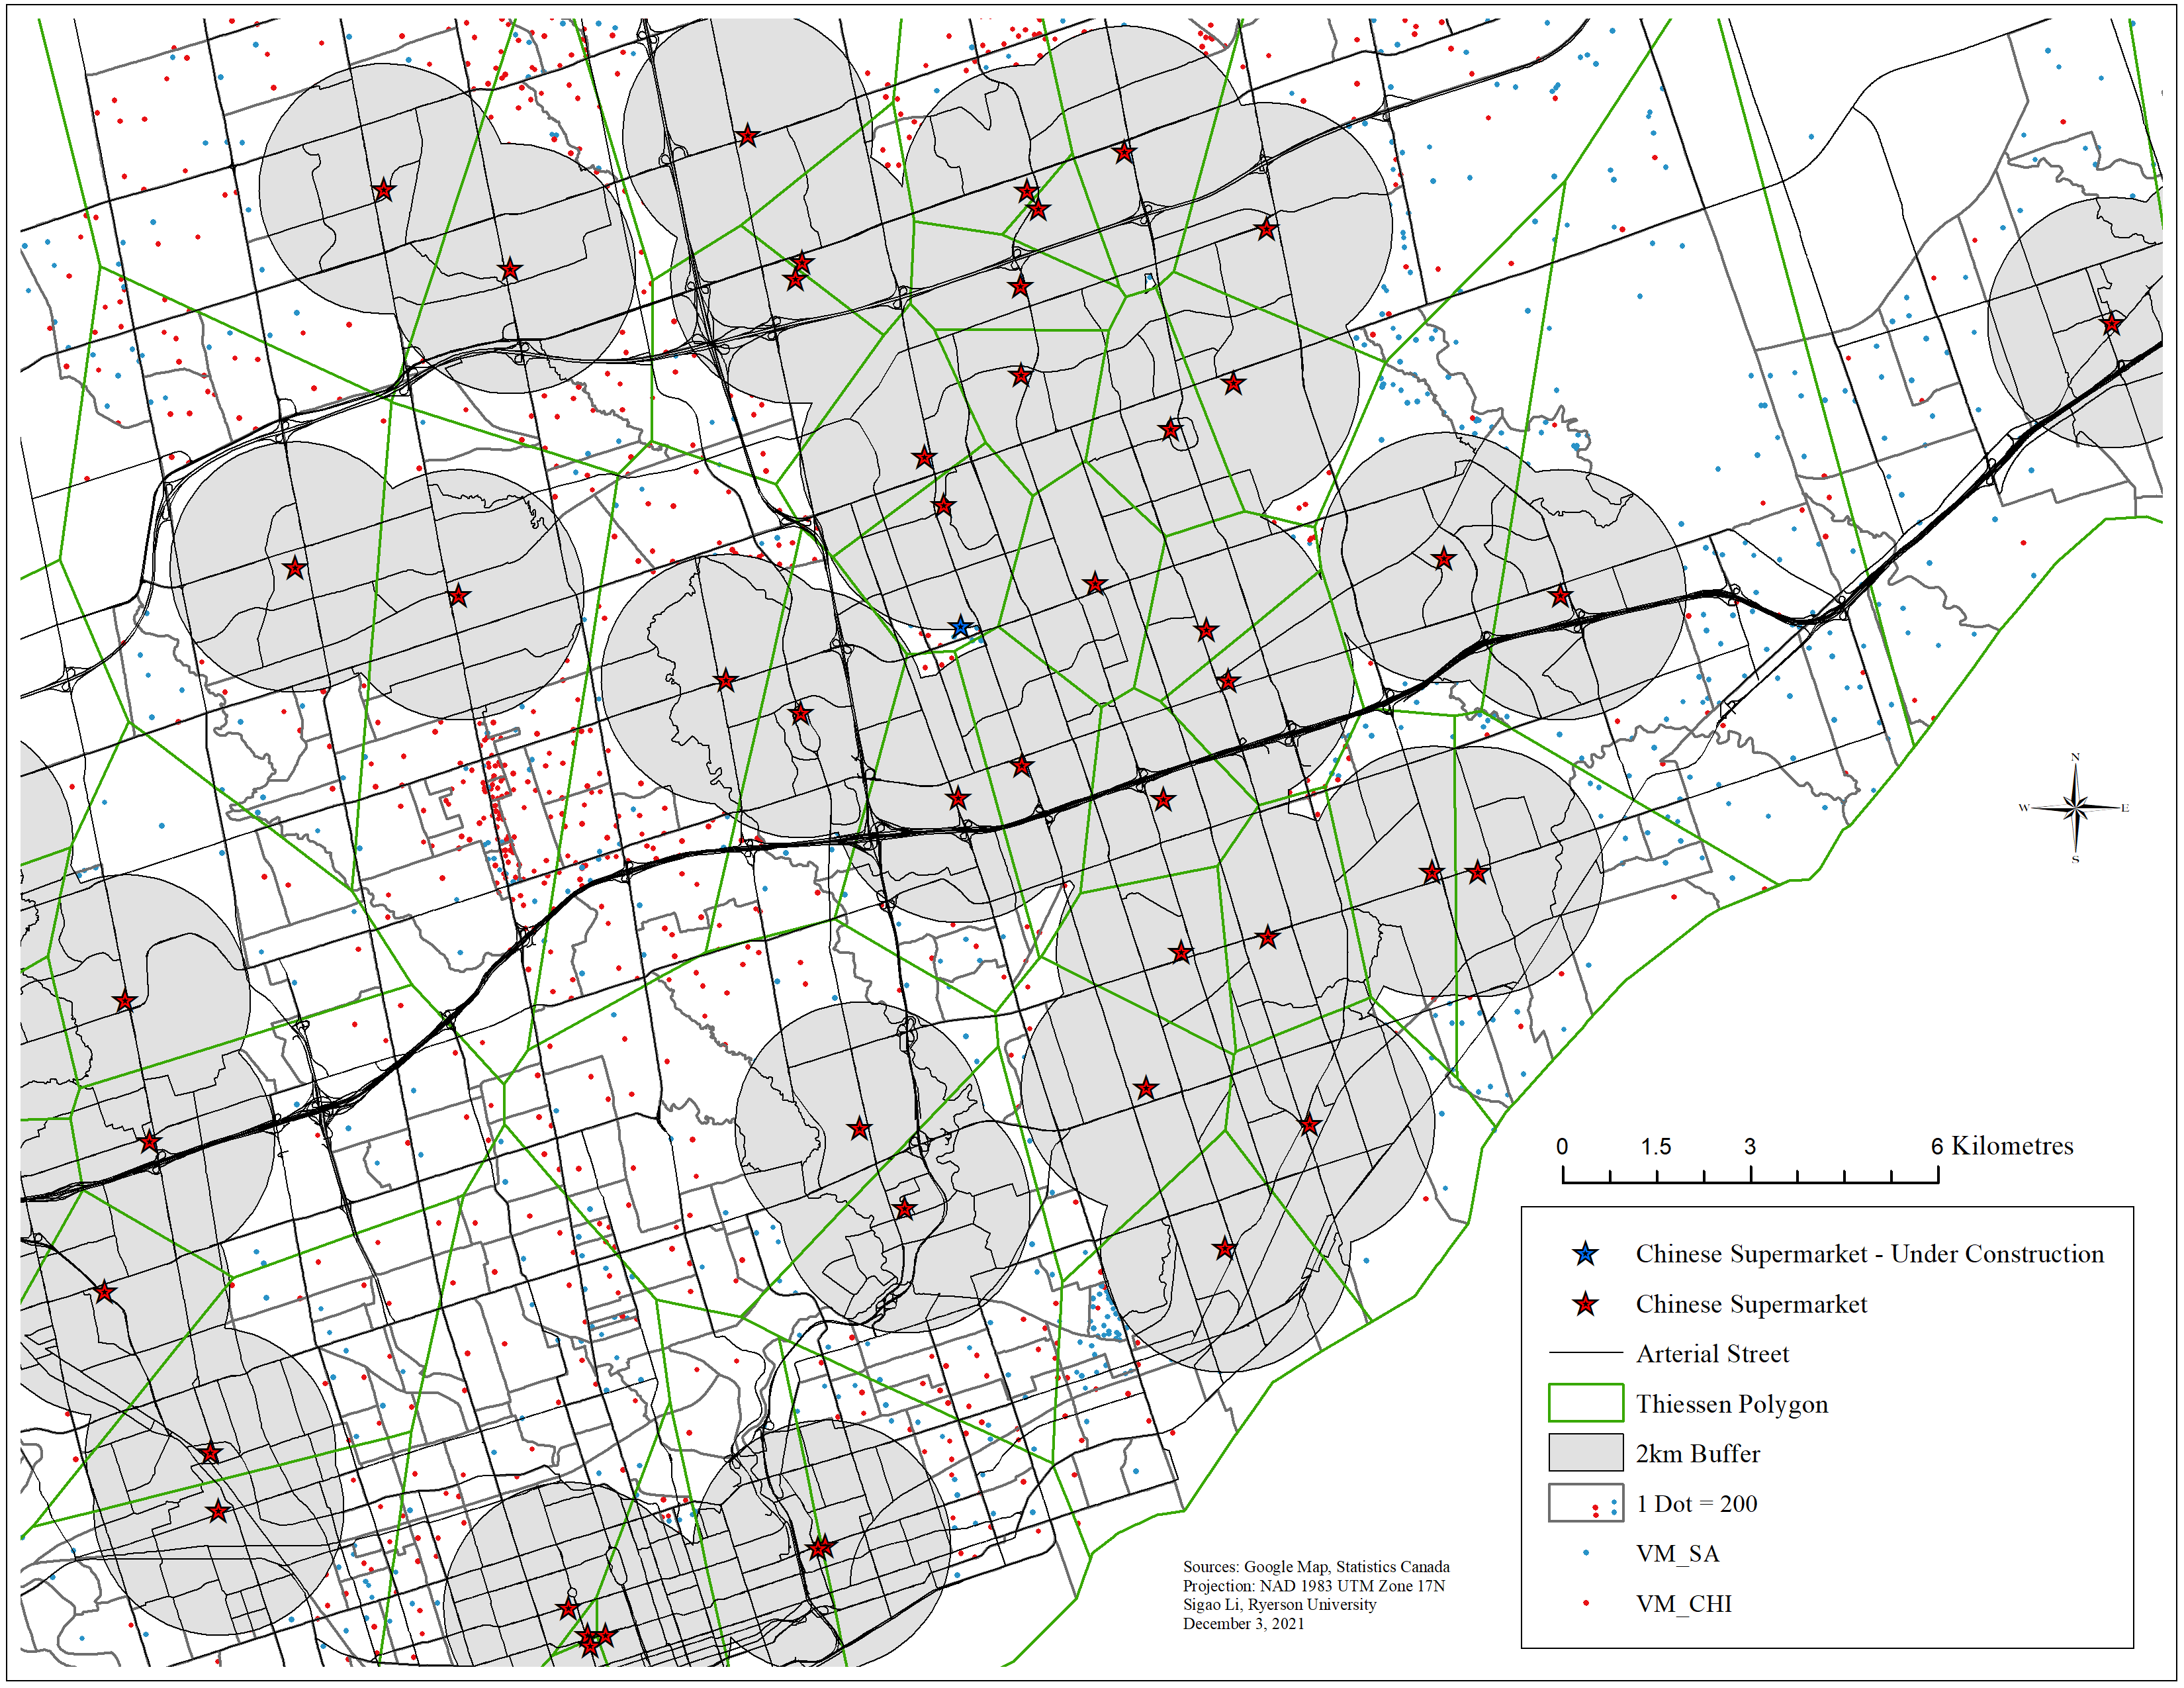 N
W E
S
0 1.5 3 6 Kilometres
Chinese Supermarket - Under Construction
Chinese Supermarket
Arterial Street
Thiessen Polygon
2km Buffer
1 Dot = 200
VM_SA
VM_CHI
Sources: Google Map, Statistics Canada
Projection: NAD 1983 UTM Zone 17N
Sigao Li, Ryerson University
December 3, 2021